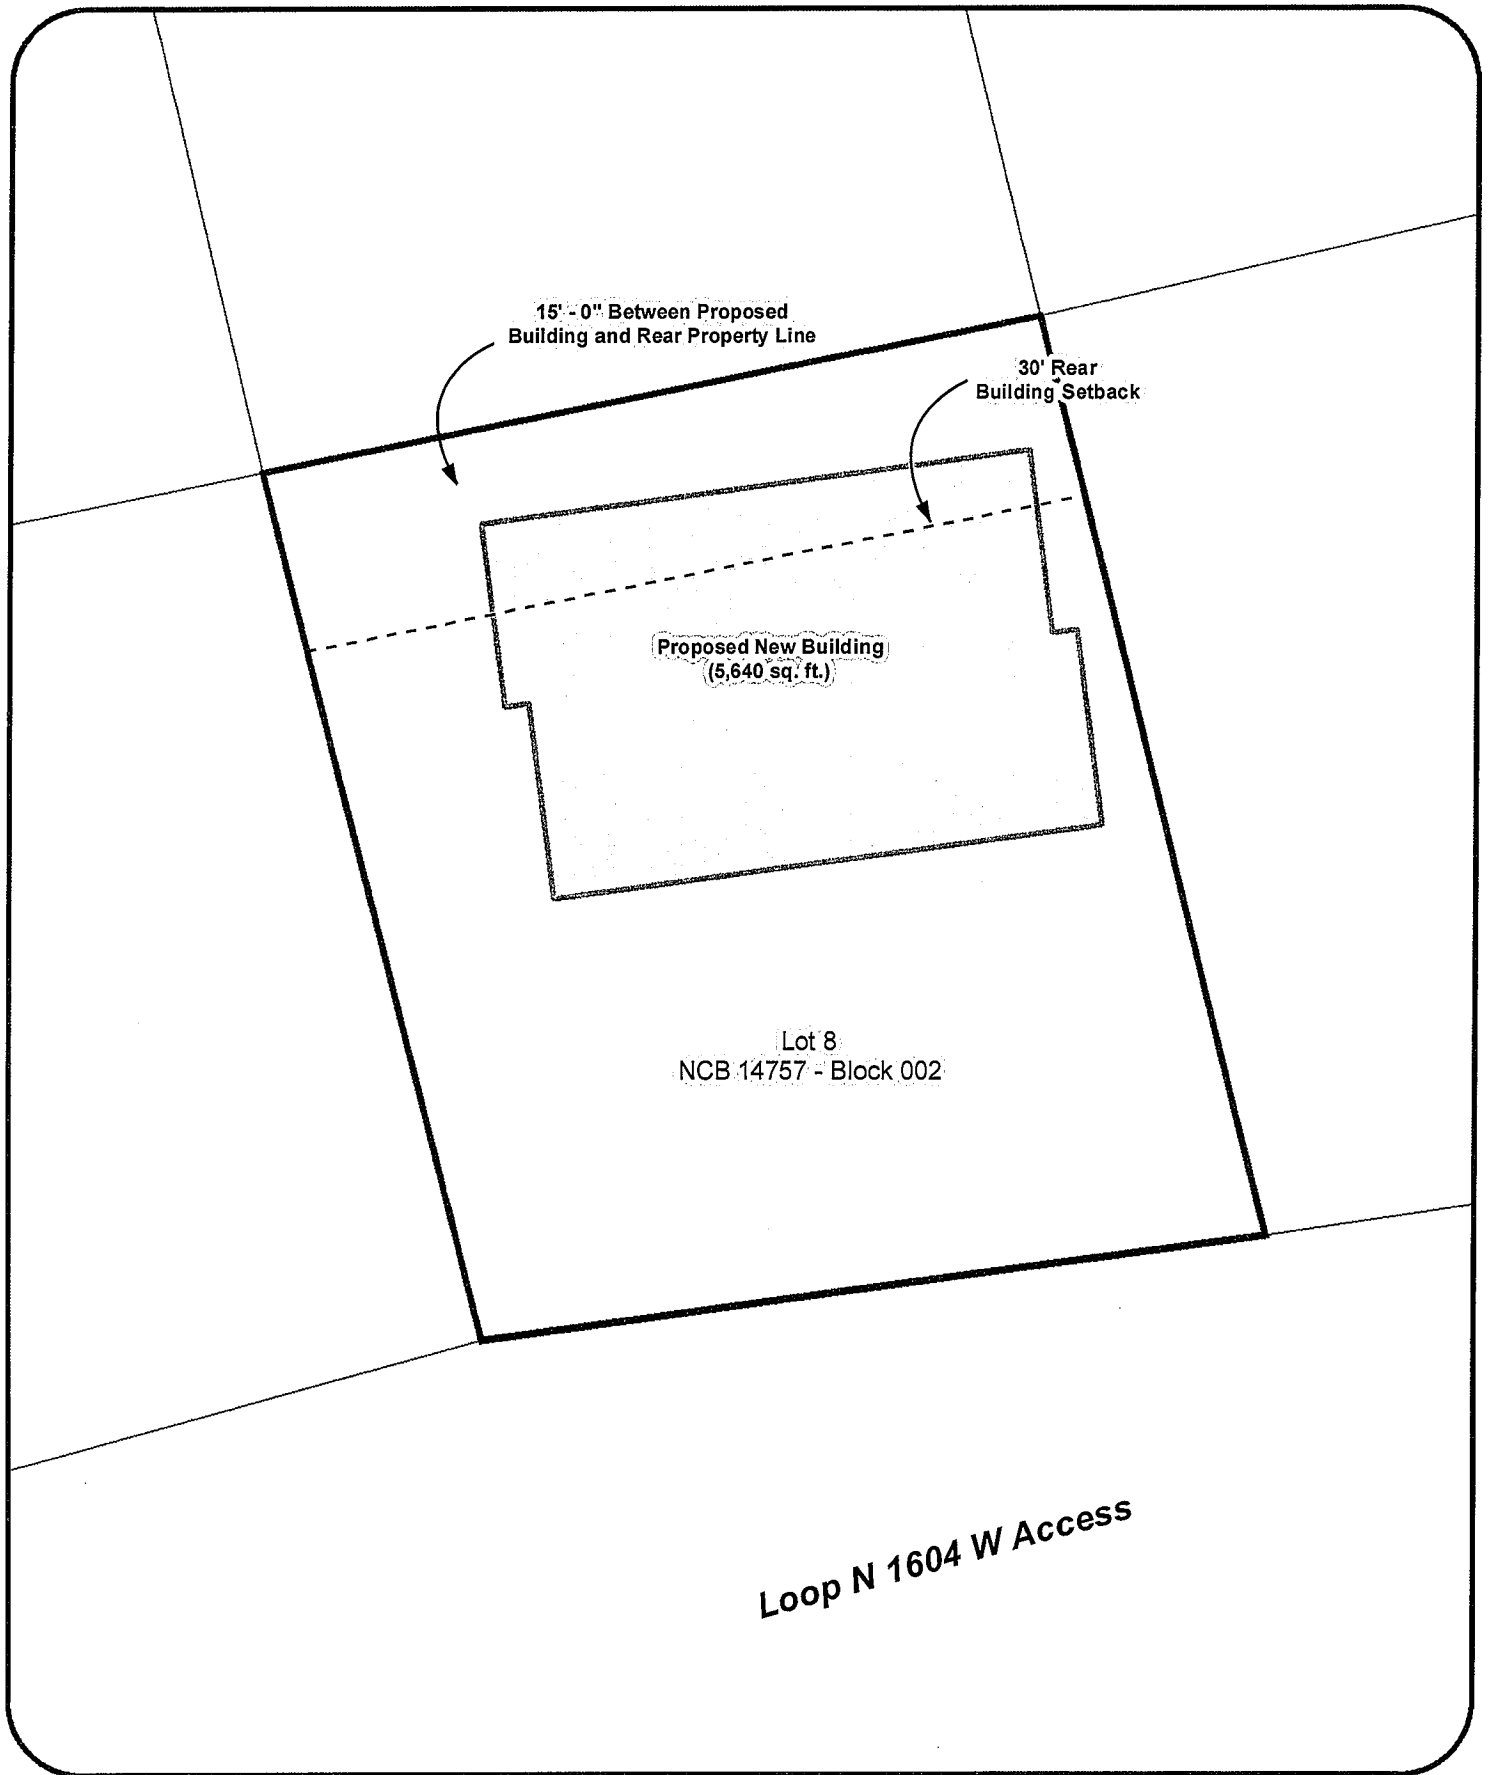 15' - 0" Between Proposed
Building and Rear Property Line
30' Rear
Building Setback
Proposed New Building
(5,640 sq. ft.)
Lot 8
NCB 14757 - Block 002
Loop N 1604 W Access